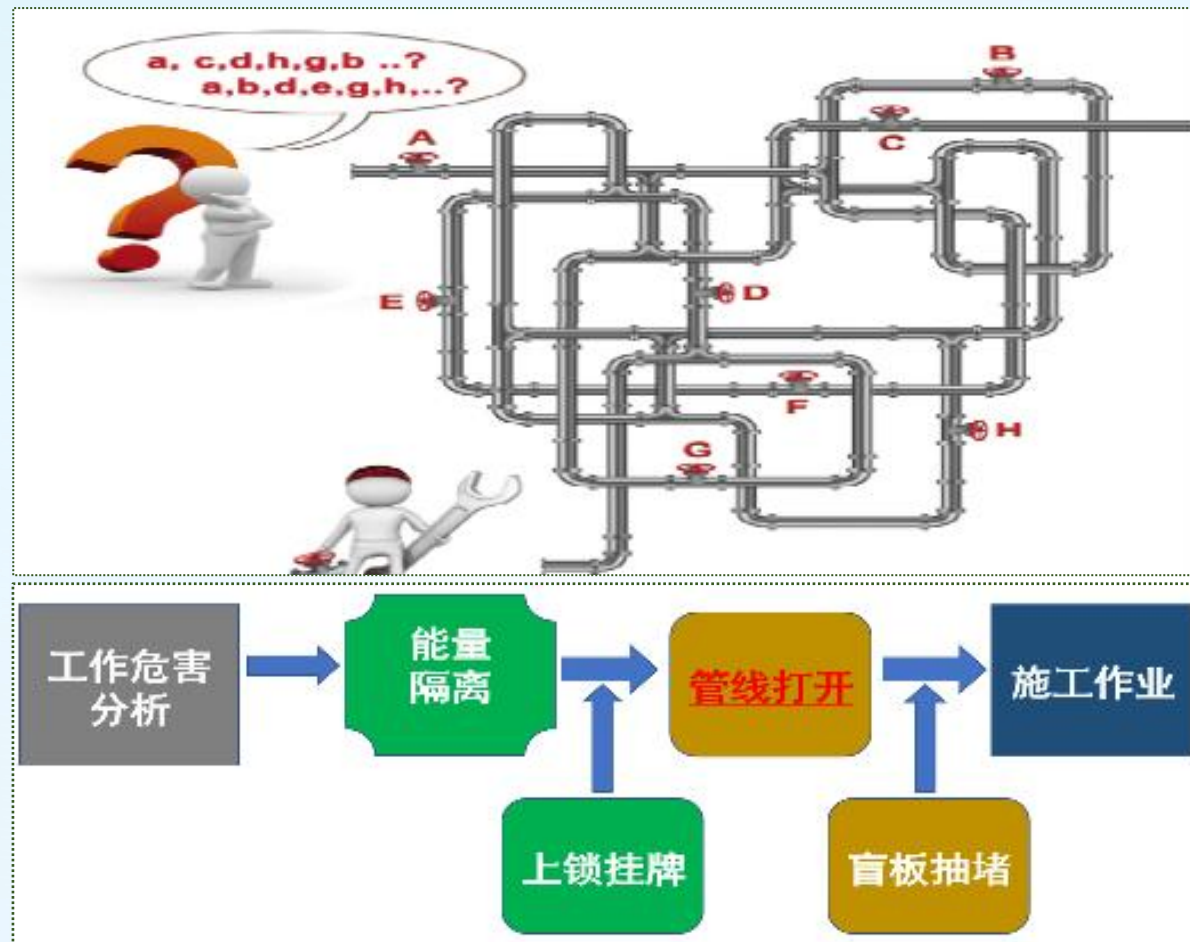 a, c,d,h,g,b ..?
a,b,d,e,g,h,..?
A
B
C
D
E
F
G
H
工作危害
分析
能量
隔离
管线打开
施工作业
上锁挂牌
盲板抽堵